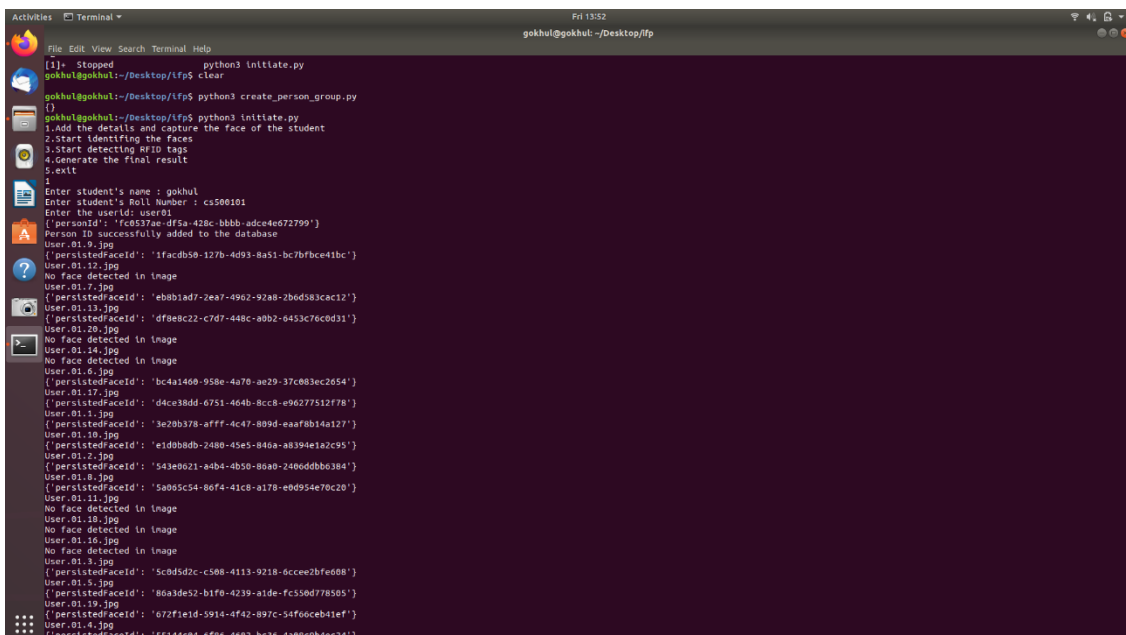 Activities Terminal Fri 13:52
gokhul@gokhul: ~/Desktop/ifp
File Edit View Search Terminal Help
[1]+ Stopped python3 initiate.py
gokhul@gokhul:~/Desktop/ifp$ clear
gokhul@gokhul:~/Desktop/ifp$ python3 create_person_group.py
{}
gokhul@gokhul:~/Desktop/ifp$ python3 initiate.py
1.Add the details and capture the face of the student
2.Start identifing the faces
3.Start detecting RFID tags
4.Generate the final result
5.exit
1
Enter student's name : gokhul
Enter student's Roll Number : cs500101
Enter the userid: user01
{'personId': 'fc0537ae-df5a-428c-bbbb-adce4e672799'}
Person ID successfully added to the database
User.01.9.jpg
{'persistedFaceId': '1facdb50-127b-4d93-8a51-bc7bfbce41bc'}
User.01.12.jpg
No face detected in image
User.01.7.jpg
{'persistedFaceId': 'eb8b1ad7-2ea7-4962-92a8-2b6d583cac12'}
User.01.13.jpg
{'persistedFaceId': 'df8e8c22-c7d7-448c-a0b2-6453c76c0d31'}
User.01.20.jpg
No face detected in image
User.01.14.jpg
No face detected in image
User.01.6.jpg
{'persistedFaceId': 'bc4a1460-958e-4a70-ae29-37c083ec2654'}
User.01.17.jpg
{'persistedFaceId': 'd4ce38dd-6751-464b-8cc8-e96277512f78'}
User.01.1.jpg
{'persistedFaceId': '3e20b378-afff-4c47-809d-eaaf8b14a127'}
User.01.10.jpg
{'persistedFaceId': 'e1d0b8db-2480-45e5-846a-a8394e1a2c95'}
User.01.2.jpg
{'persistedFaceId': '543e0621-a4b4-4b50-86a0-2406ddbb6384'}
User.01.8.jpg
{'persistedFaceId': '5a065c54-86f4-41c8-a178-e0d954e70c20'}
User.01.11.jpg
No face detected in image
User.01.18.jpg
No face detected in image
User.01.16.jpg
No face detected in image
User.01.3.jpg
{'persistedFaceId': '5c0d5d2c-c508-4113-9218-6ccee2bfe608'}
User.01.5.jpg
{'persistedFaceId': '86a3de52-b1f0-4239-a1de-fc550d778505'}
User.01.19.jpg
{'persistedFaceId': '672f1e1d-5914-4f42-897c-54f66ceb41ef'}
User.01.4.jpg